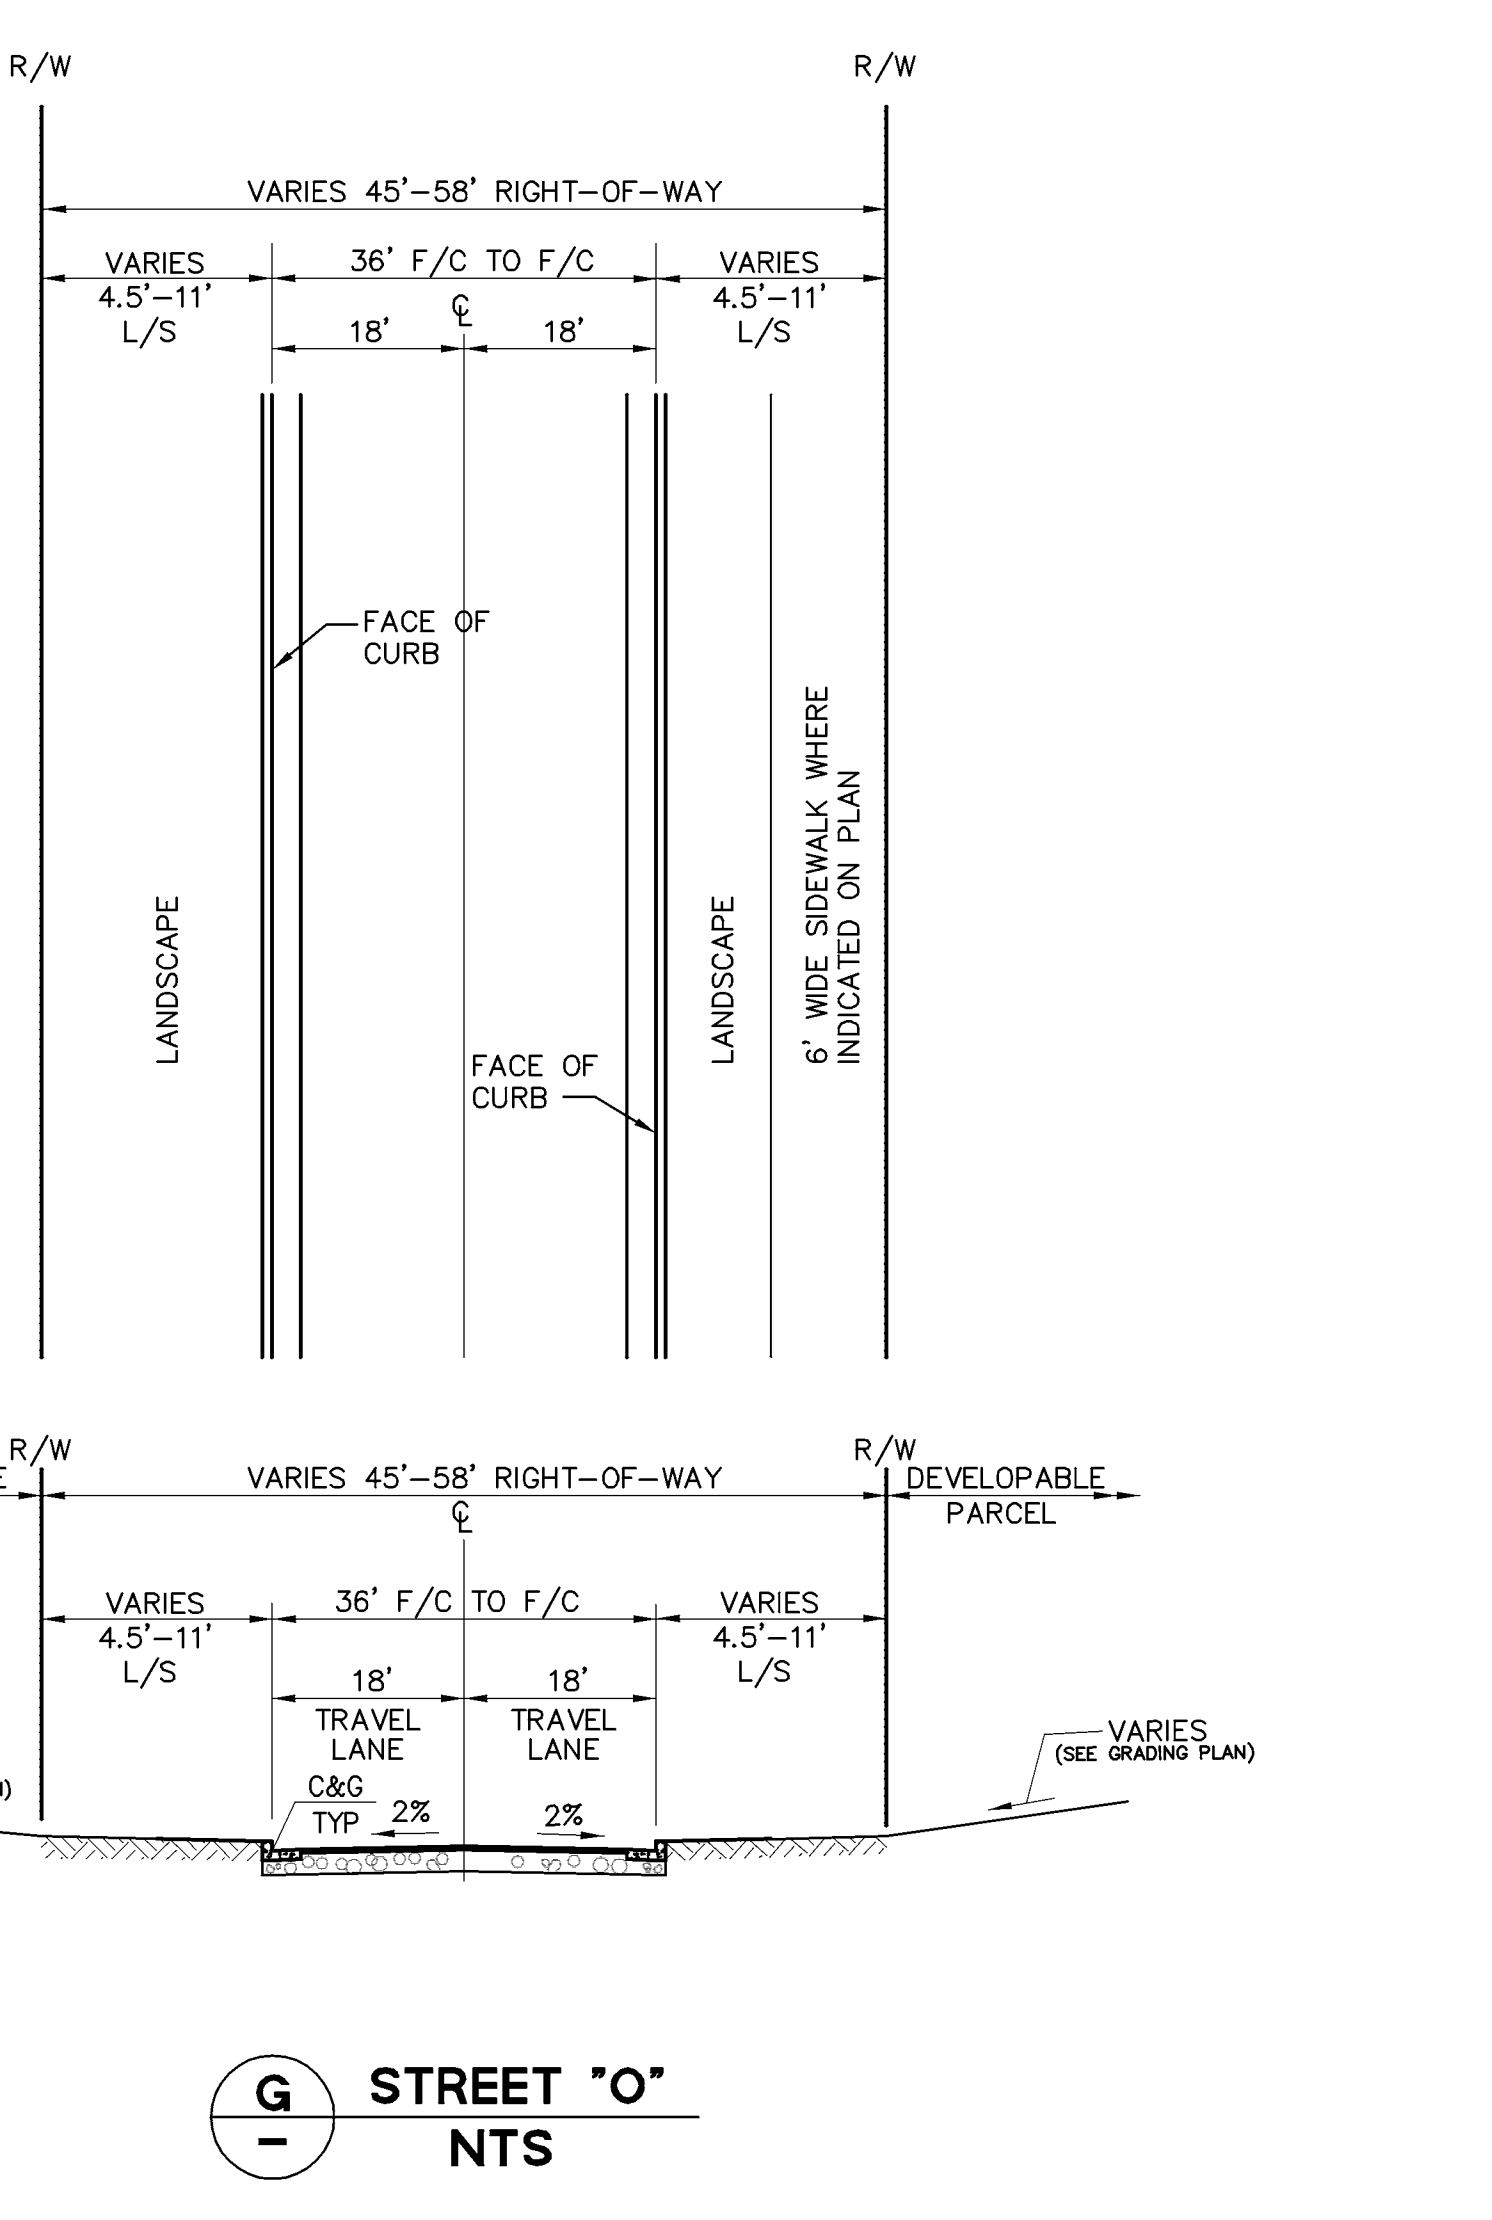 R/W
R/W
VARIES 45'-58' RIGHT-OF-WAY
VARIES
4.5'-11'
L/S
36' F/C TO F/C
VARIES
4.5'-11'
L/S
℄
18'
18'
FACE OF
CURB
LANDSCAPE
FACE OF
CURB
LANDSCAPE
6' WIDE SIDEWALK WHERE
INDICATED ON PLAN
R/W
R/W
E
VARIES 45'-58' RIGHT-OF-WAY
DEVELOPABLE
PARCEL
℄
VARIES
4.5'-11'
L/S
36' F/C TO F/C
VARIES
4.5'-11'
L/S
18'
TRAVEL
LANE
18'
TRAVEL
LANE
VARIES
(SEE GRADING PLAN)
C&G
TYP
2%
2%
G
-
STREET "O"
NTS